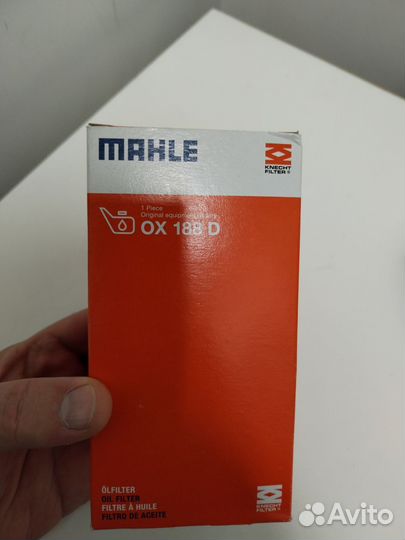 MAHLE
KNECHT
FILTER®
1 Piece
Original equipment quality
OX 188 D
ÖLFILTER
OIL FILTER
FILTRE À HUILE
FILTRO DE ACEITE
KNECHT
FILTER®
Avito